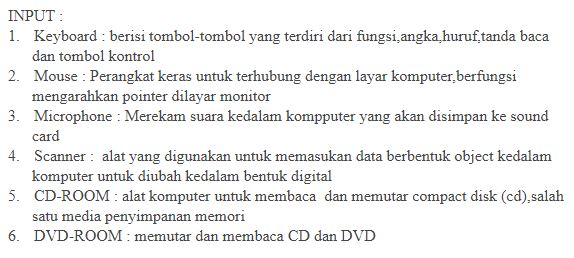 INPUT :
1. Keyboard : berisi tombol-tombol yang terdiri dari fungsi,angka,huruf,tanda baca
dan tombol kontrol
2. Mouse : Perangkat keras untuk terhubung dengan layar komputer,berfungsi
mengarahkan pointer dilayar monitor
3. Microphone : Merekam suara kedalam kompputer yang akan disimpan ke sound
card
4. Scanner :  alat yang digunakan untuk memasukan data berbentuk object kedalam
komputer untuk diubah kedalam bentuk digital
5. CD-ROOM : alat komputer untuk membaca  dan memutar compact disk (cd),salah
satu media penyimpanan memori
6. DVD-ROOM : memutar dan membaca CD dan DVD